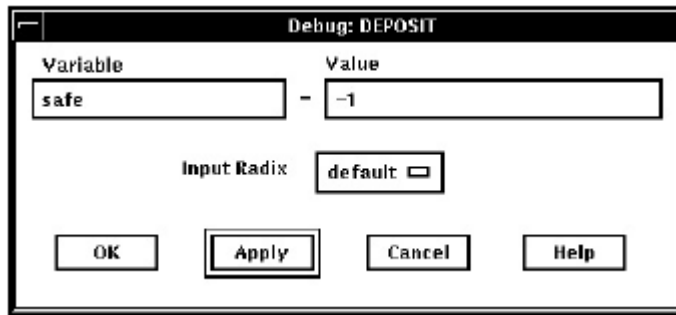 Debug: DEPOSIT
Variable Value
safe - -1
Input Radix default
OK Apply Cancel Help